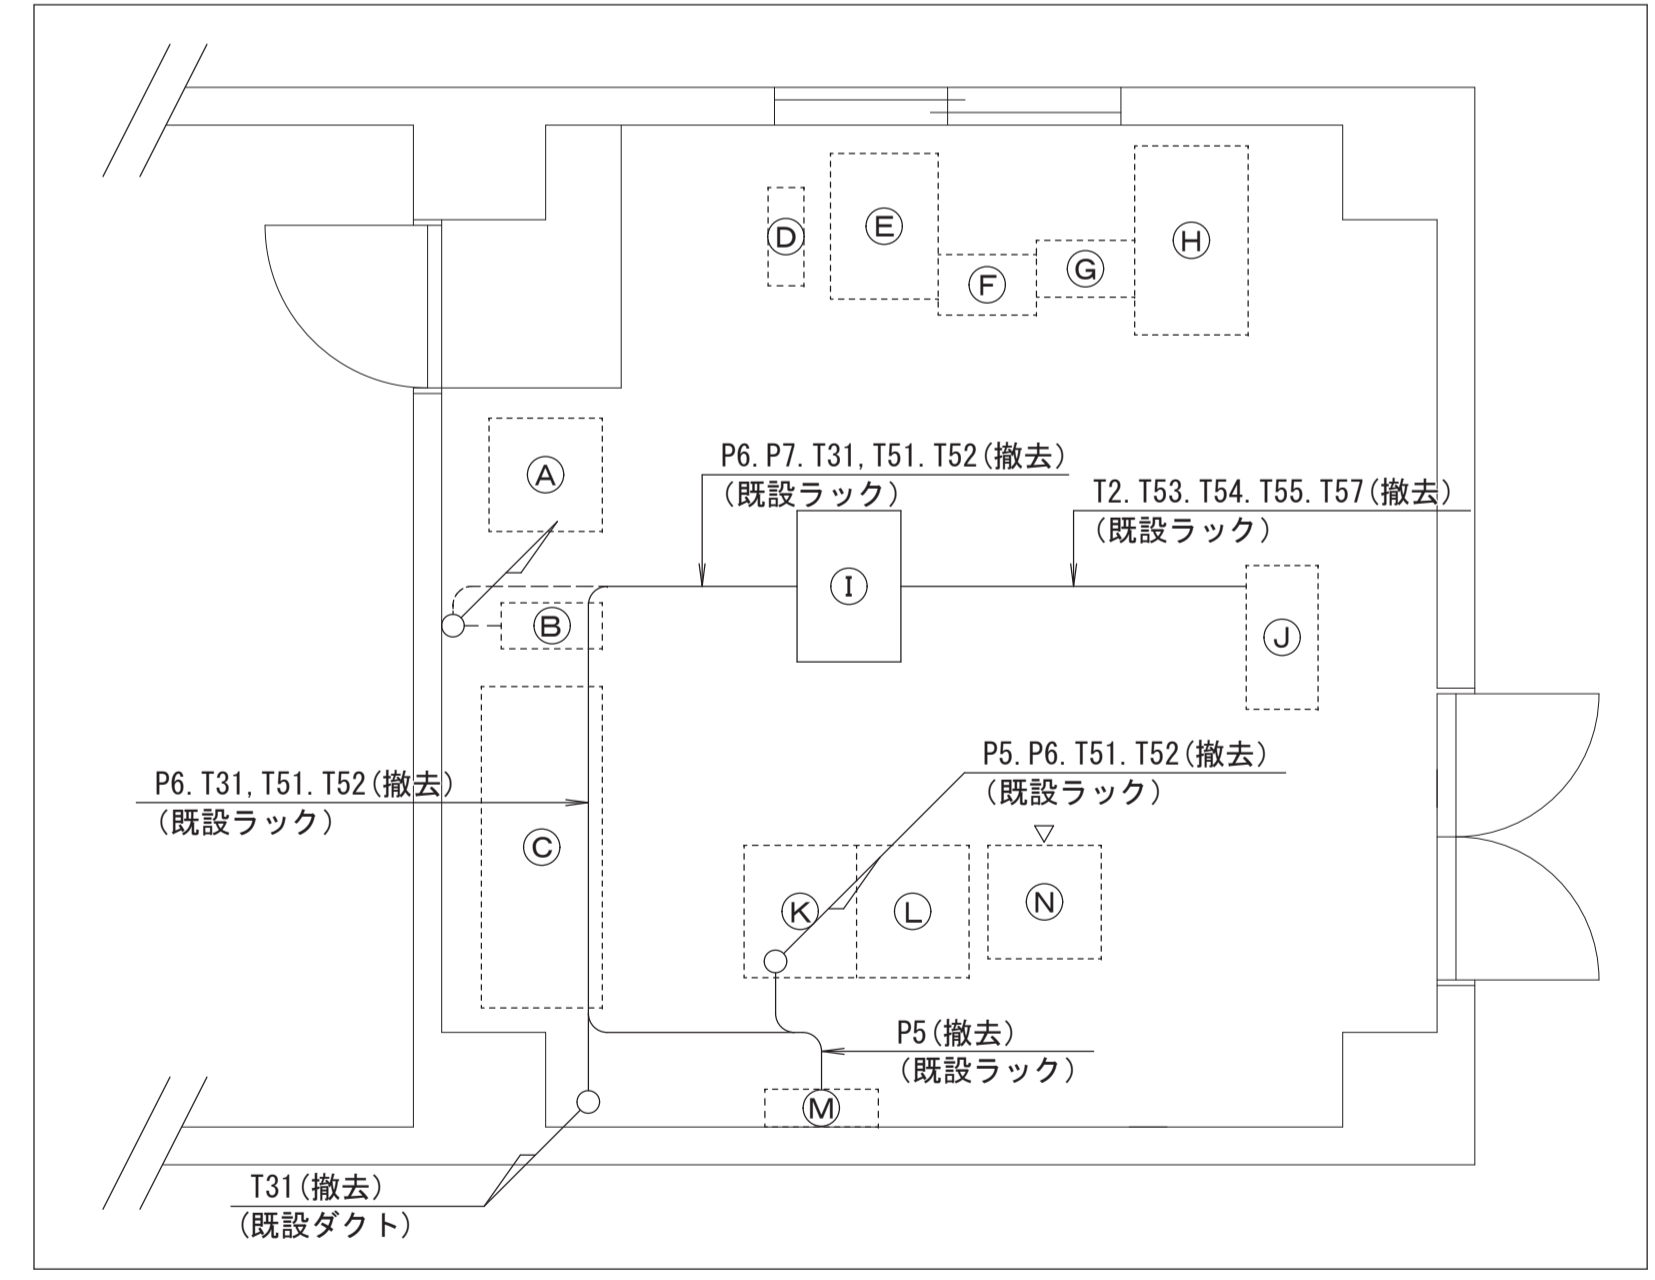 D
E
F
G
H
A
P6. P7. T31, T51. T52(撤去)
(既設ラック)
T2. T53. T54. T55. T57(撤去)
(既設ラック)
I
B
J
P5. P6. T51. T52(撤去)
(既設ラック)
P6. T31, T51. T52(撤去)
(既設ラック)
C
K
L
N
P5(撤去)
(既設ラック)
M
T31(撤去)
(既設ダクト)